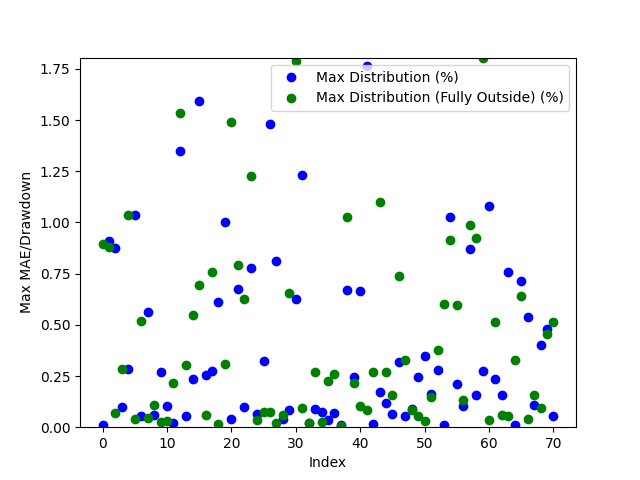 Max Distribution (%)
Max Distribution (Fully Outside) (%)
1.75
1.50
1.25
1.00
0.75
0.50
0.25
0.00
Max MAE/Drawdown
0 10 20 30 40 50 60 70
Index